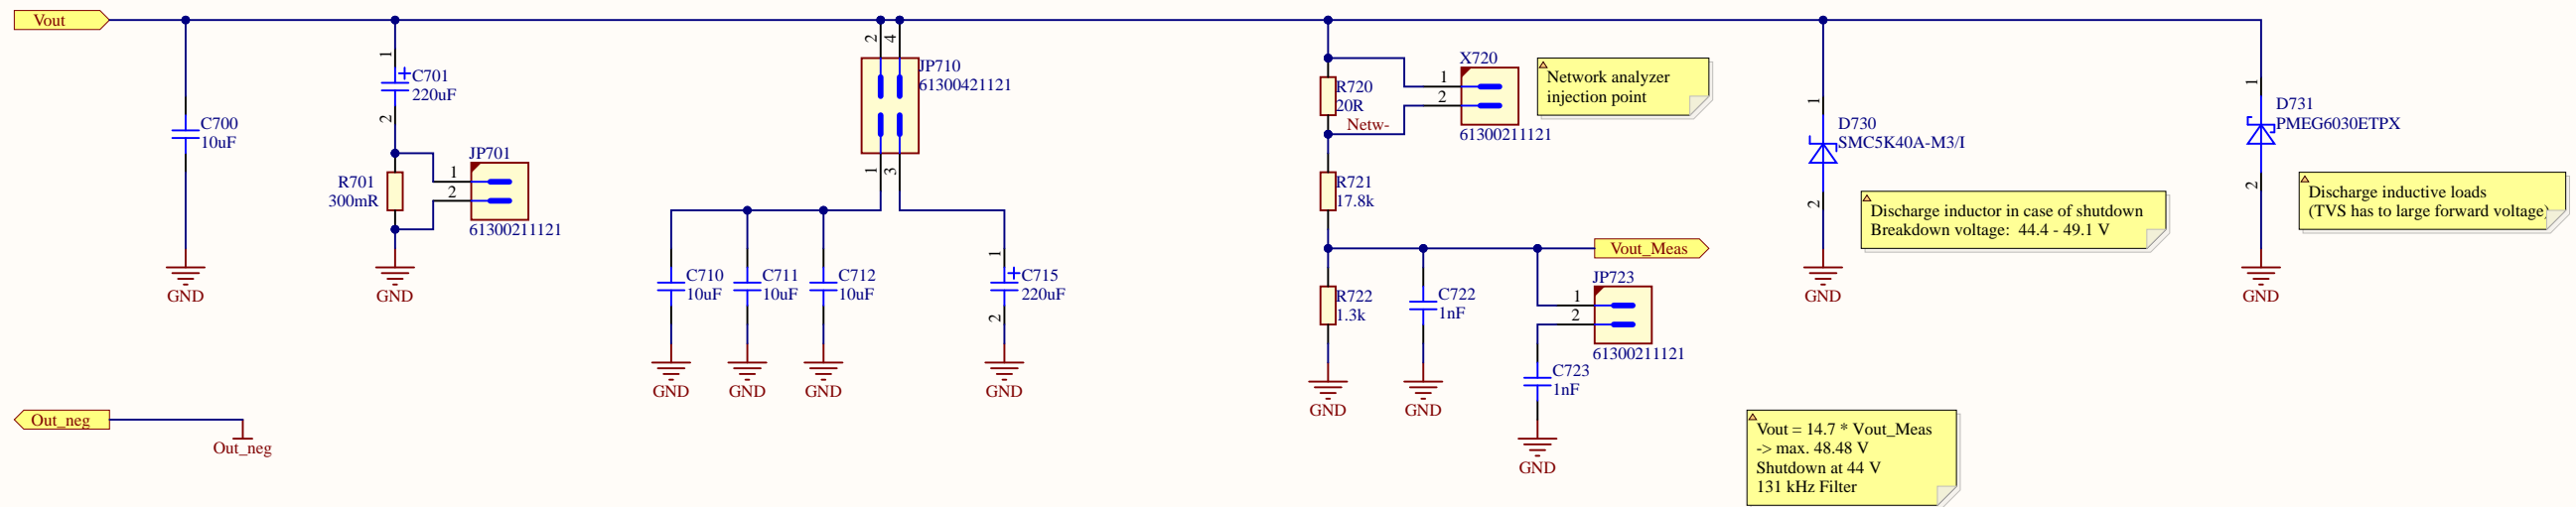 Vout
C700
10uF
GND
1
C701
220uF
2
R701
300mR
JP701
1
2
61300211121
GND
2
4
JP710
61300421121
1
3
C710
10uF
GND
C711
10uF
GND
C712
10uF
GND
1
C715
220uF
2
GND
R720
20R
Netw-
X720
1
2
61300211121
Network analyzer
injection point
R721
17.8k
Vout_Meas
R722
1.3k
GND
C722
1nF
GND
JP723
1
2
61300211121
C723
1nF
GND
1
D730
SMC5K40A-M3/I
2
GND
Discharge inductor in case of shutdown
Breakdown voltage: 44.4 - 49.1 V
1
D731
PMEG6030ETPX
2
GND
Discharge inductive loads
(TVS has to large forward voltage)
Out_neg
Out_neg
Vout = 14.7 * Vout_Meas
-> max. 48.48 V
Shutdown at 44 V
131 kHz Filter